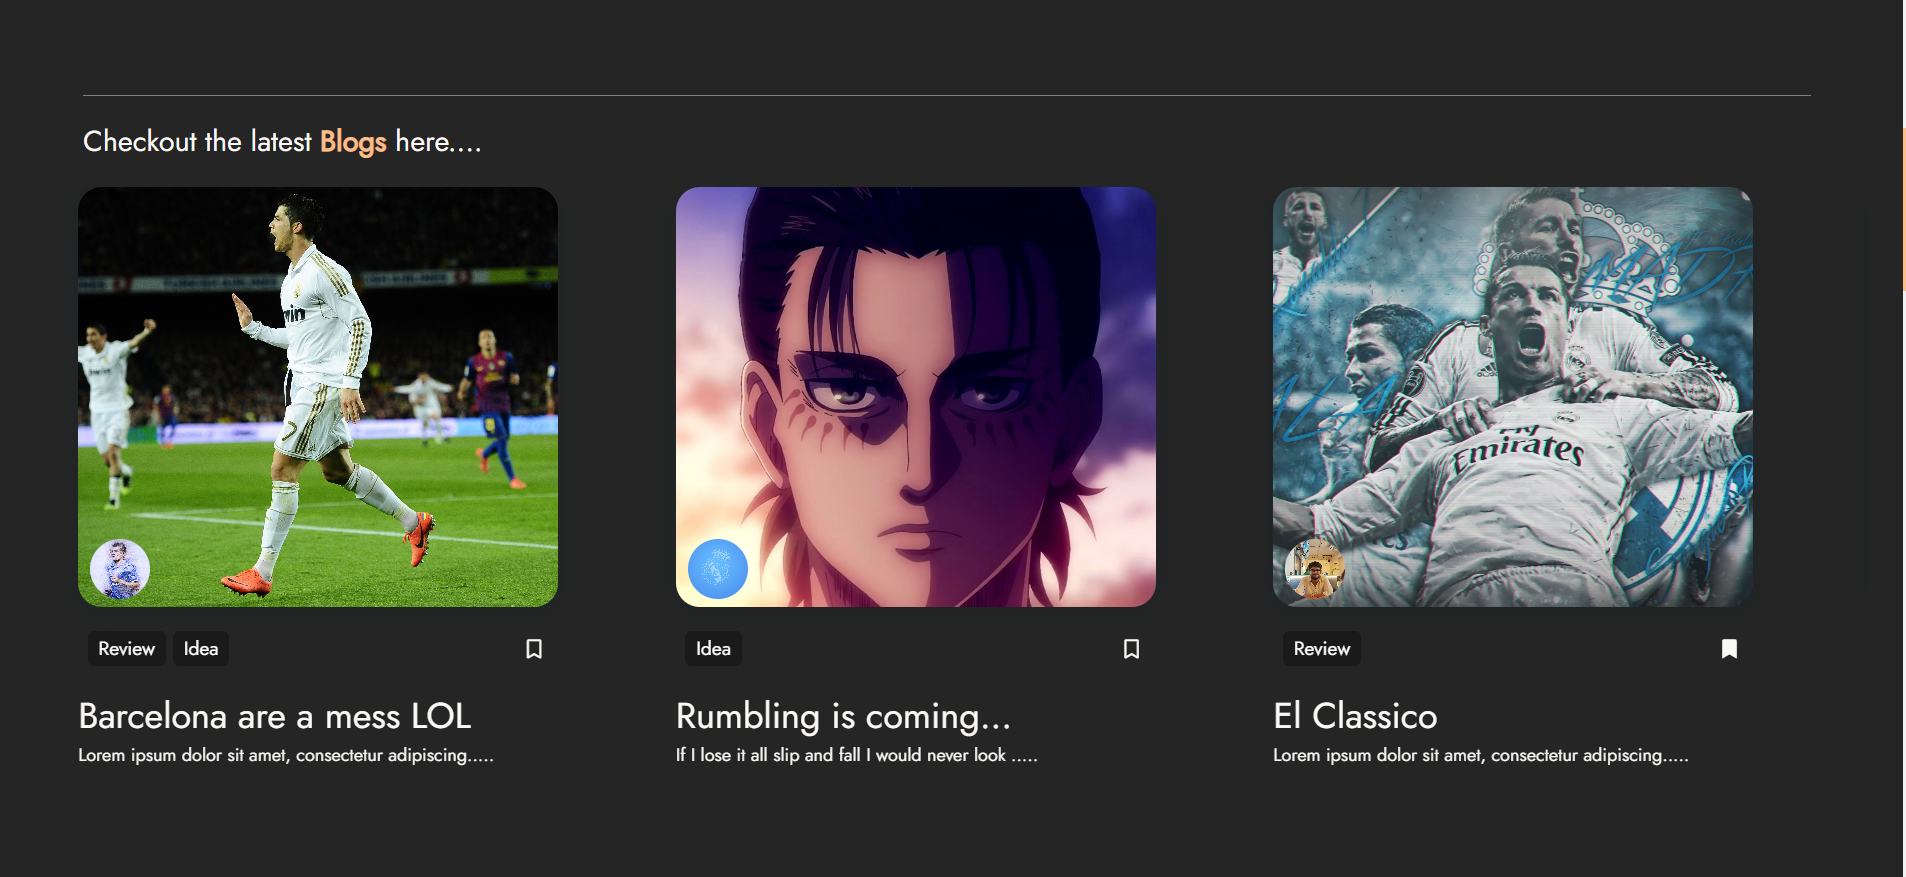 Checkout the latest Blogs here....
Emirates
Review Idea
Idea
Review
Barcelona are a mess LOL
Rumbling is coming...
El Classico
Lorem ipsum dolor sit amet, consectetur adipiscing.....
If I lose it all slip and fall I would never look .....
Lorem ipsum dolor sit amet, consectetur adipiscing.....